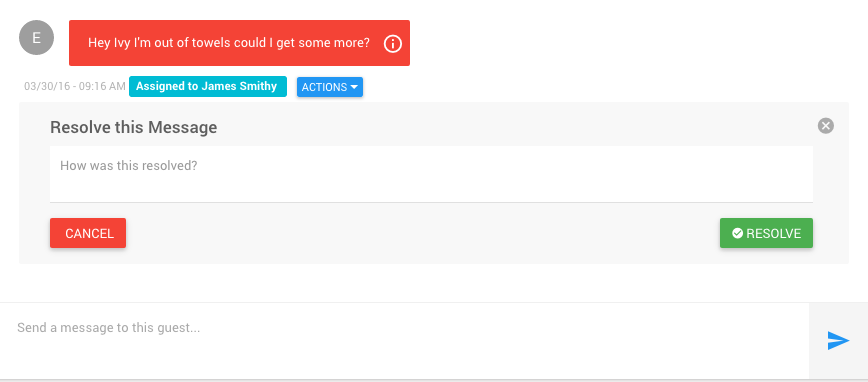 E
Hey Ivy I'm out of towels could I get some more?
03/30/16 - 09:16 AM Assigned to James Smithy ACTIONS
Resolve this Message
How was this resolved?
CANCEL RESOLVE
Send a message to this guest...